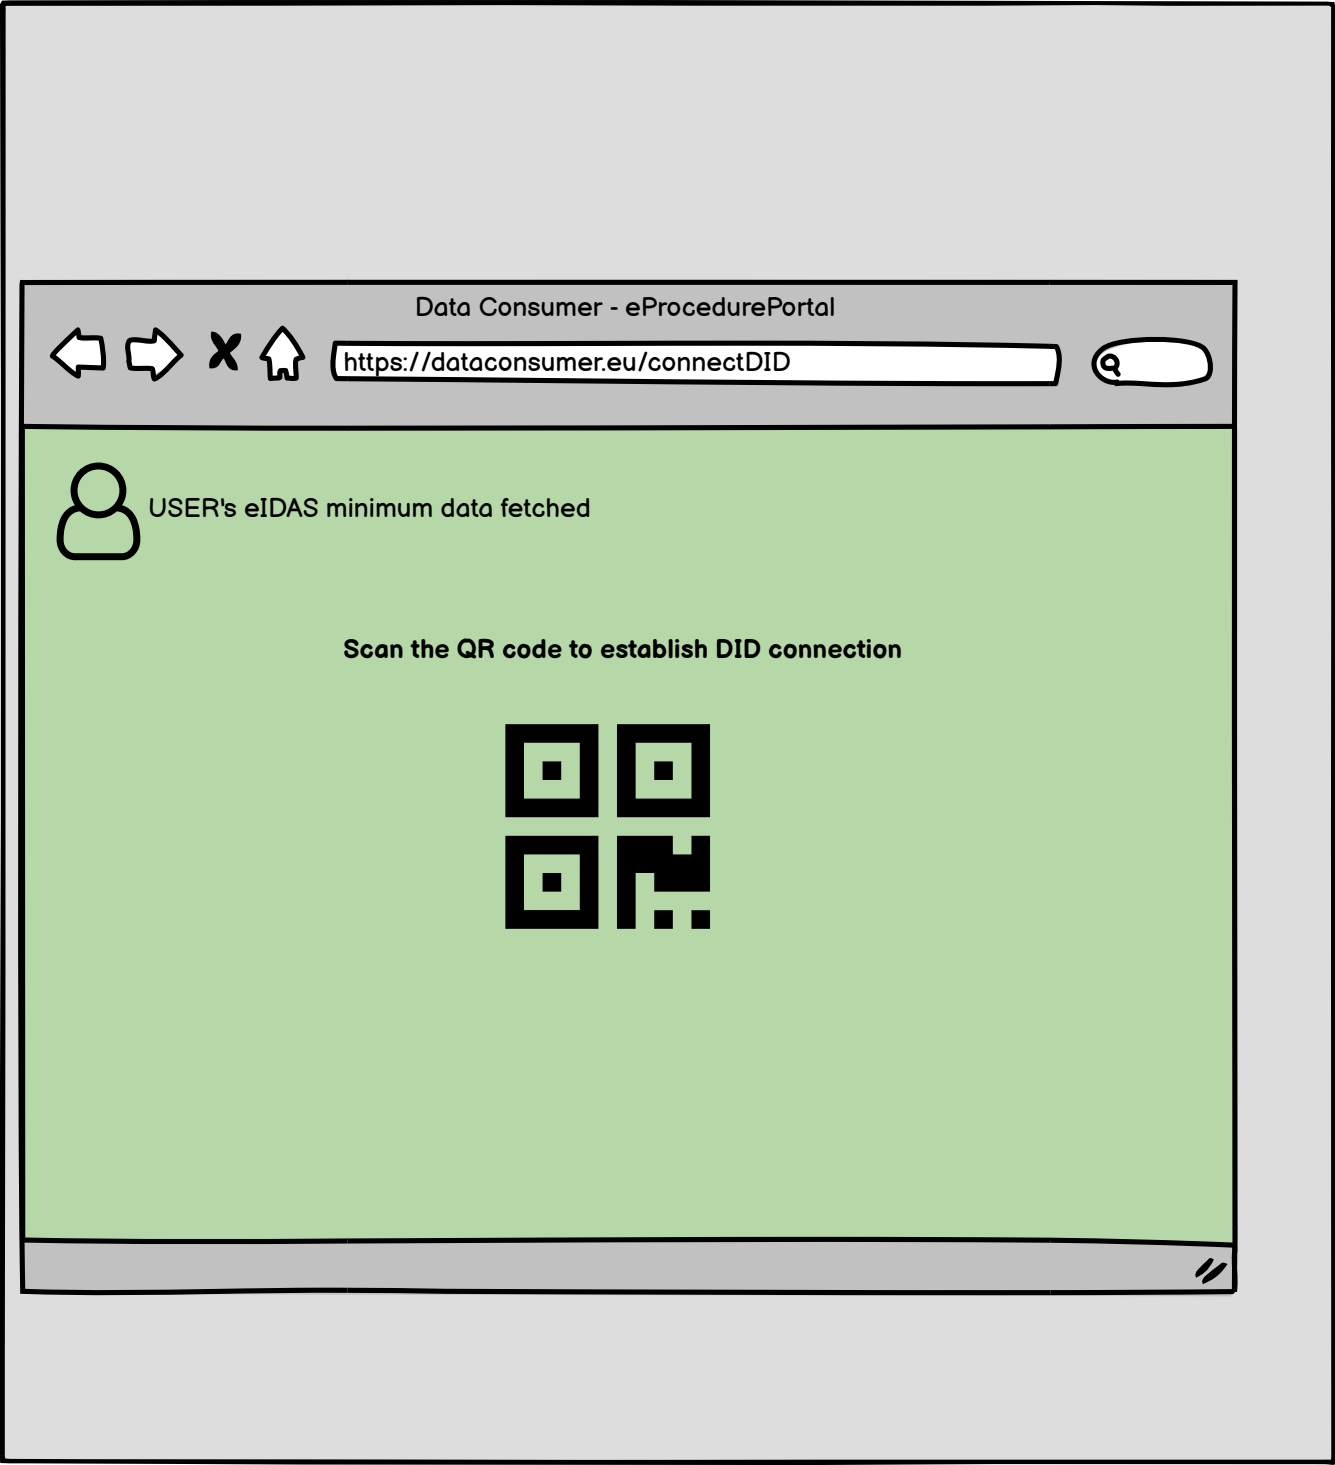 Data Consumer - eProcedurePortal
https://dataconsumer.eu/connectDID
USER's eIDAS minimum data fetched
Scan the QR code to establish DID connection